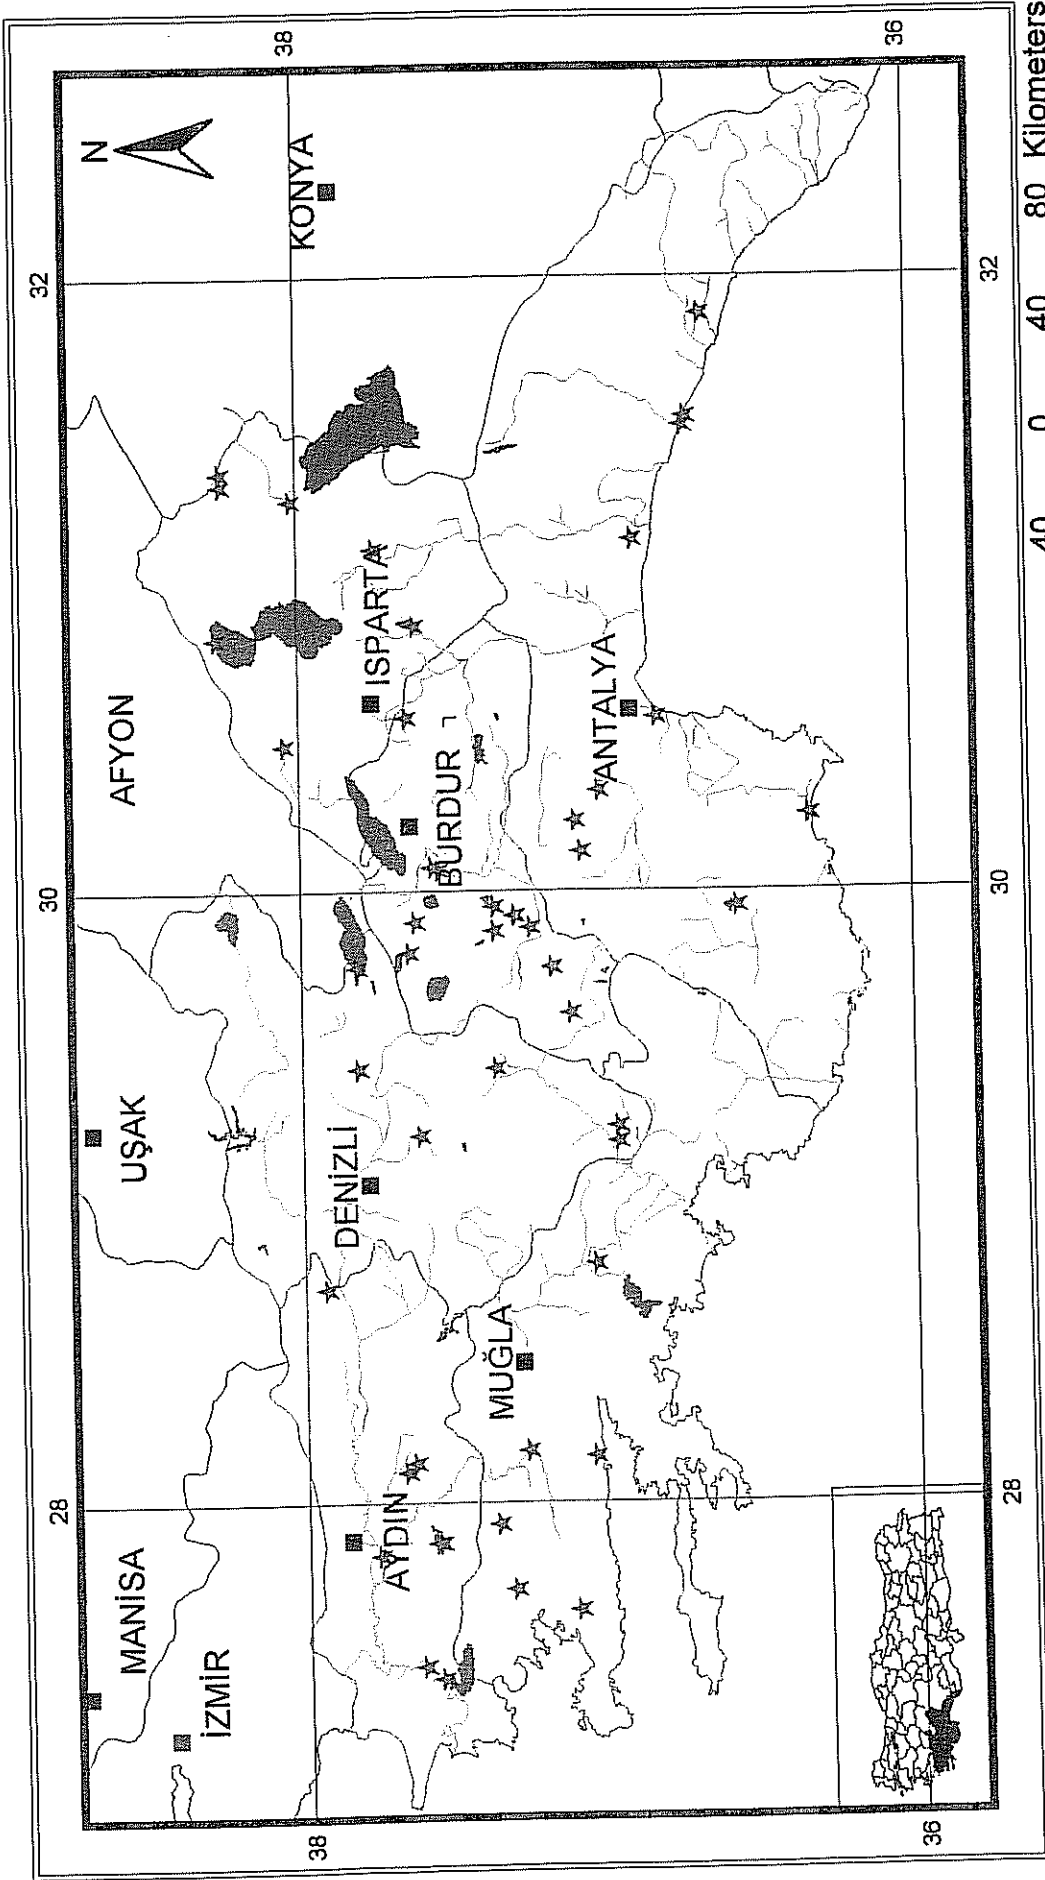 28
30
32
MANİSA
UŞAK
AFYON
N
İZMİR
38
38
KONYA
DENİZLİ
ISPARTA
AYDIN
BURDUR
MUĞLA
ANTALYA
36
36
28
30
32
40 0 40 80 Kilometers